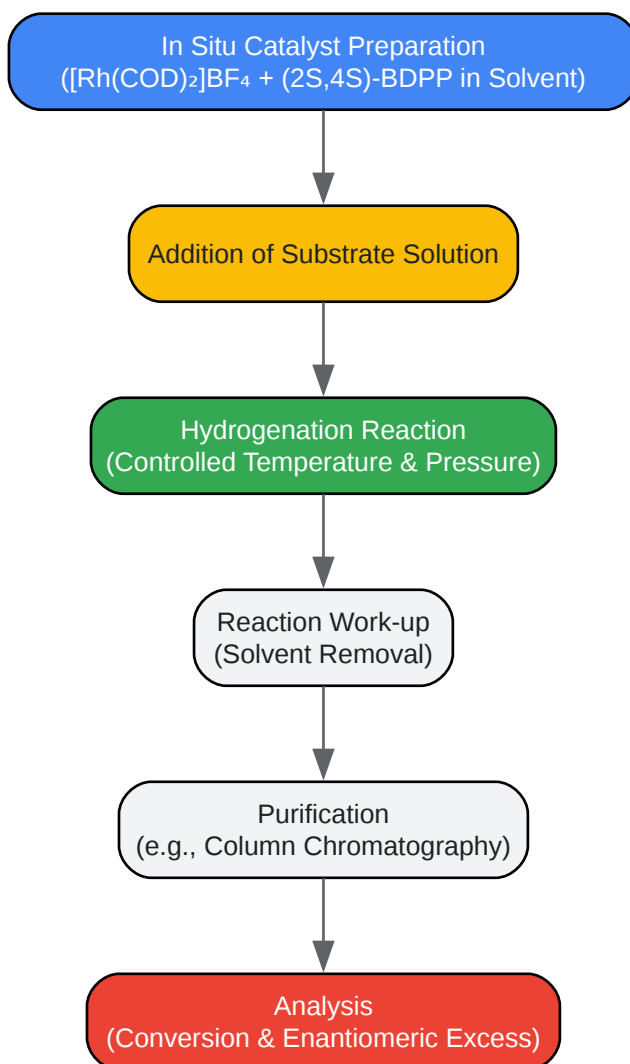 In Situ Catalyst Preparation
([Rh(COD)₂]BF₄ + (2S,4S)-BDPP in Solvent)
Addition of Substrate Solution
Hydrogenation Reaction
(Controlled Temperature & Pressure)
Reaction Work-up
(Solvent Removal)
Purification
(e.g., Column Chromatography)
Analysis
(Conversion & Enantiomeric Excess)